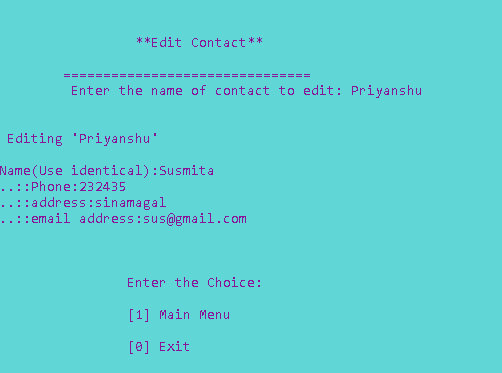 **Edit Contact**
===============================
Enter the name of contact to edit: Priyanshu
Editing 'Priyanshu'
Name(Use identical):Susmita
..::Phone:232435
..::address:sinamagal
..::email address:sus@gmail.com
Enter the Choice:
[1] Main Menu
[0] Exit